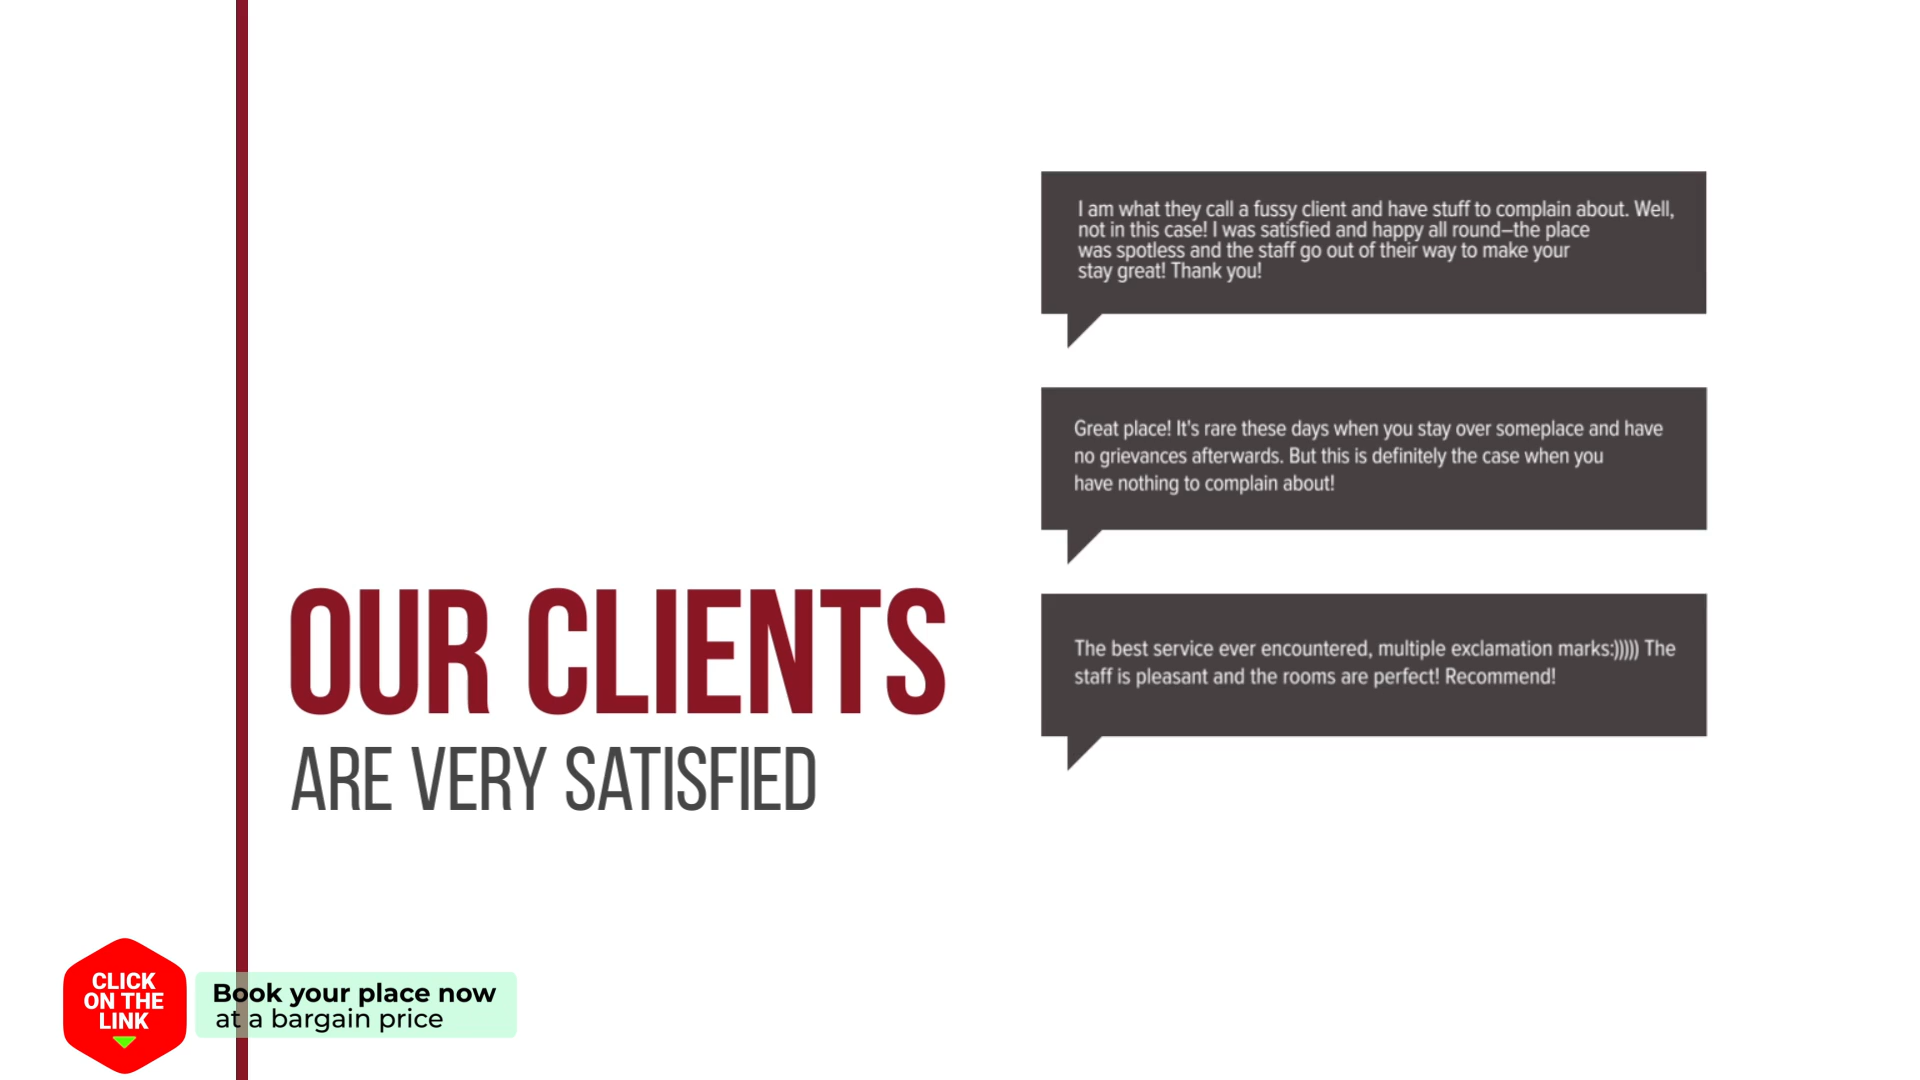 I am what they call a fussy client and have stuff to complain about. Well,
not in this case! I was satisfied and happy all round–the place
was spotless and the staff go out of their way to make your
stay great! Thank you!
Great place! It's rare these days when you stay over someplace and have
no grievances afterwards. But this is definitely the case when you
have nothing to complain about!
The best service ever encountered, multiple exclamation marks:))))) The
staff is pleasant and the rooms are perfect! Recommend!
OUR CLIENTS
ARE VERY SATISFIED
CLICK
ON THE
LINK
Book your place now
at a bargain price